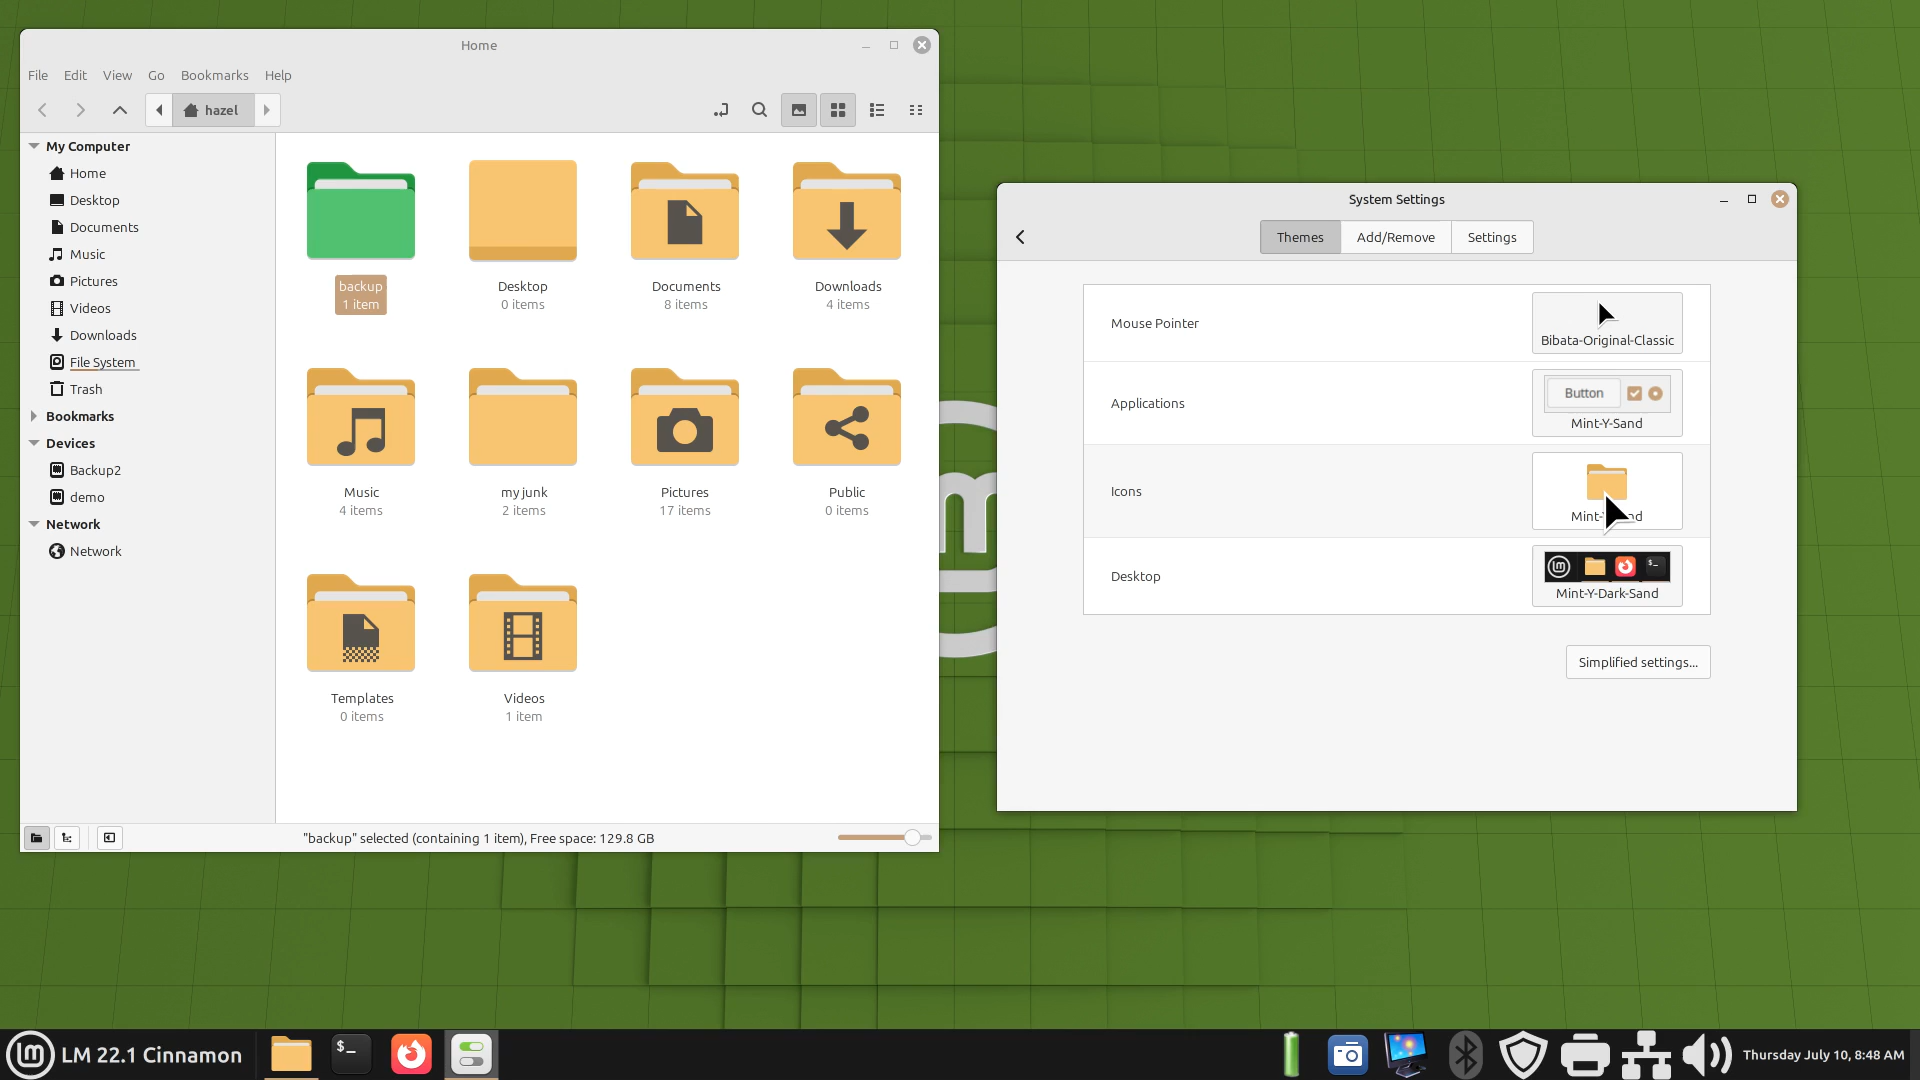 Home
File Edit View Go Bookmarks Help
hazel
My Computer
Home
Desktop
Documents
Music
Pictures
Videos
Downloads
File System
Trash
Bookmarks
Devices
Backup2
demo
Network
Network
backup
1 item
Desktop
0 items
Documents
8 items
Downloads
4 items
Music
4 items
my junk
2 items
Pictures
17 items
Public
0 items
Templates
0 items
Videos
1 item
"backup" selected (containing 1 item), Free space: 129.8 GB
System Settings
Themes Add/Remove Settings
Mouse Pointer
Bibata-Original-Classic
Applications
Button
Mint-Y-Sand
Icons
Desktop
Mint-Y-Dark-Sand
Simplified settings...
LM 22.1 Cinnamon
Thursday July 10, 8:48 AM